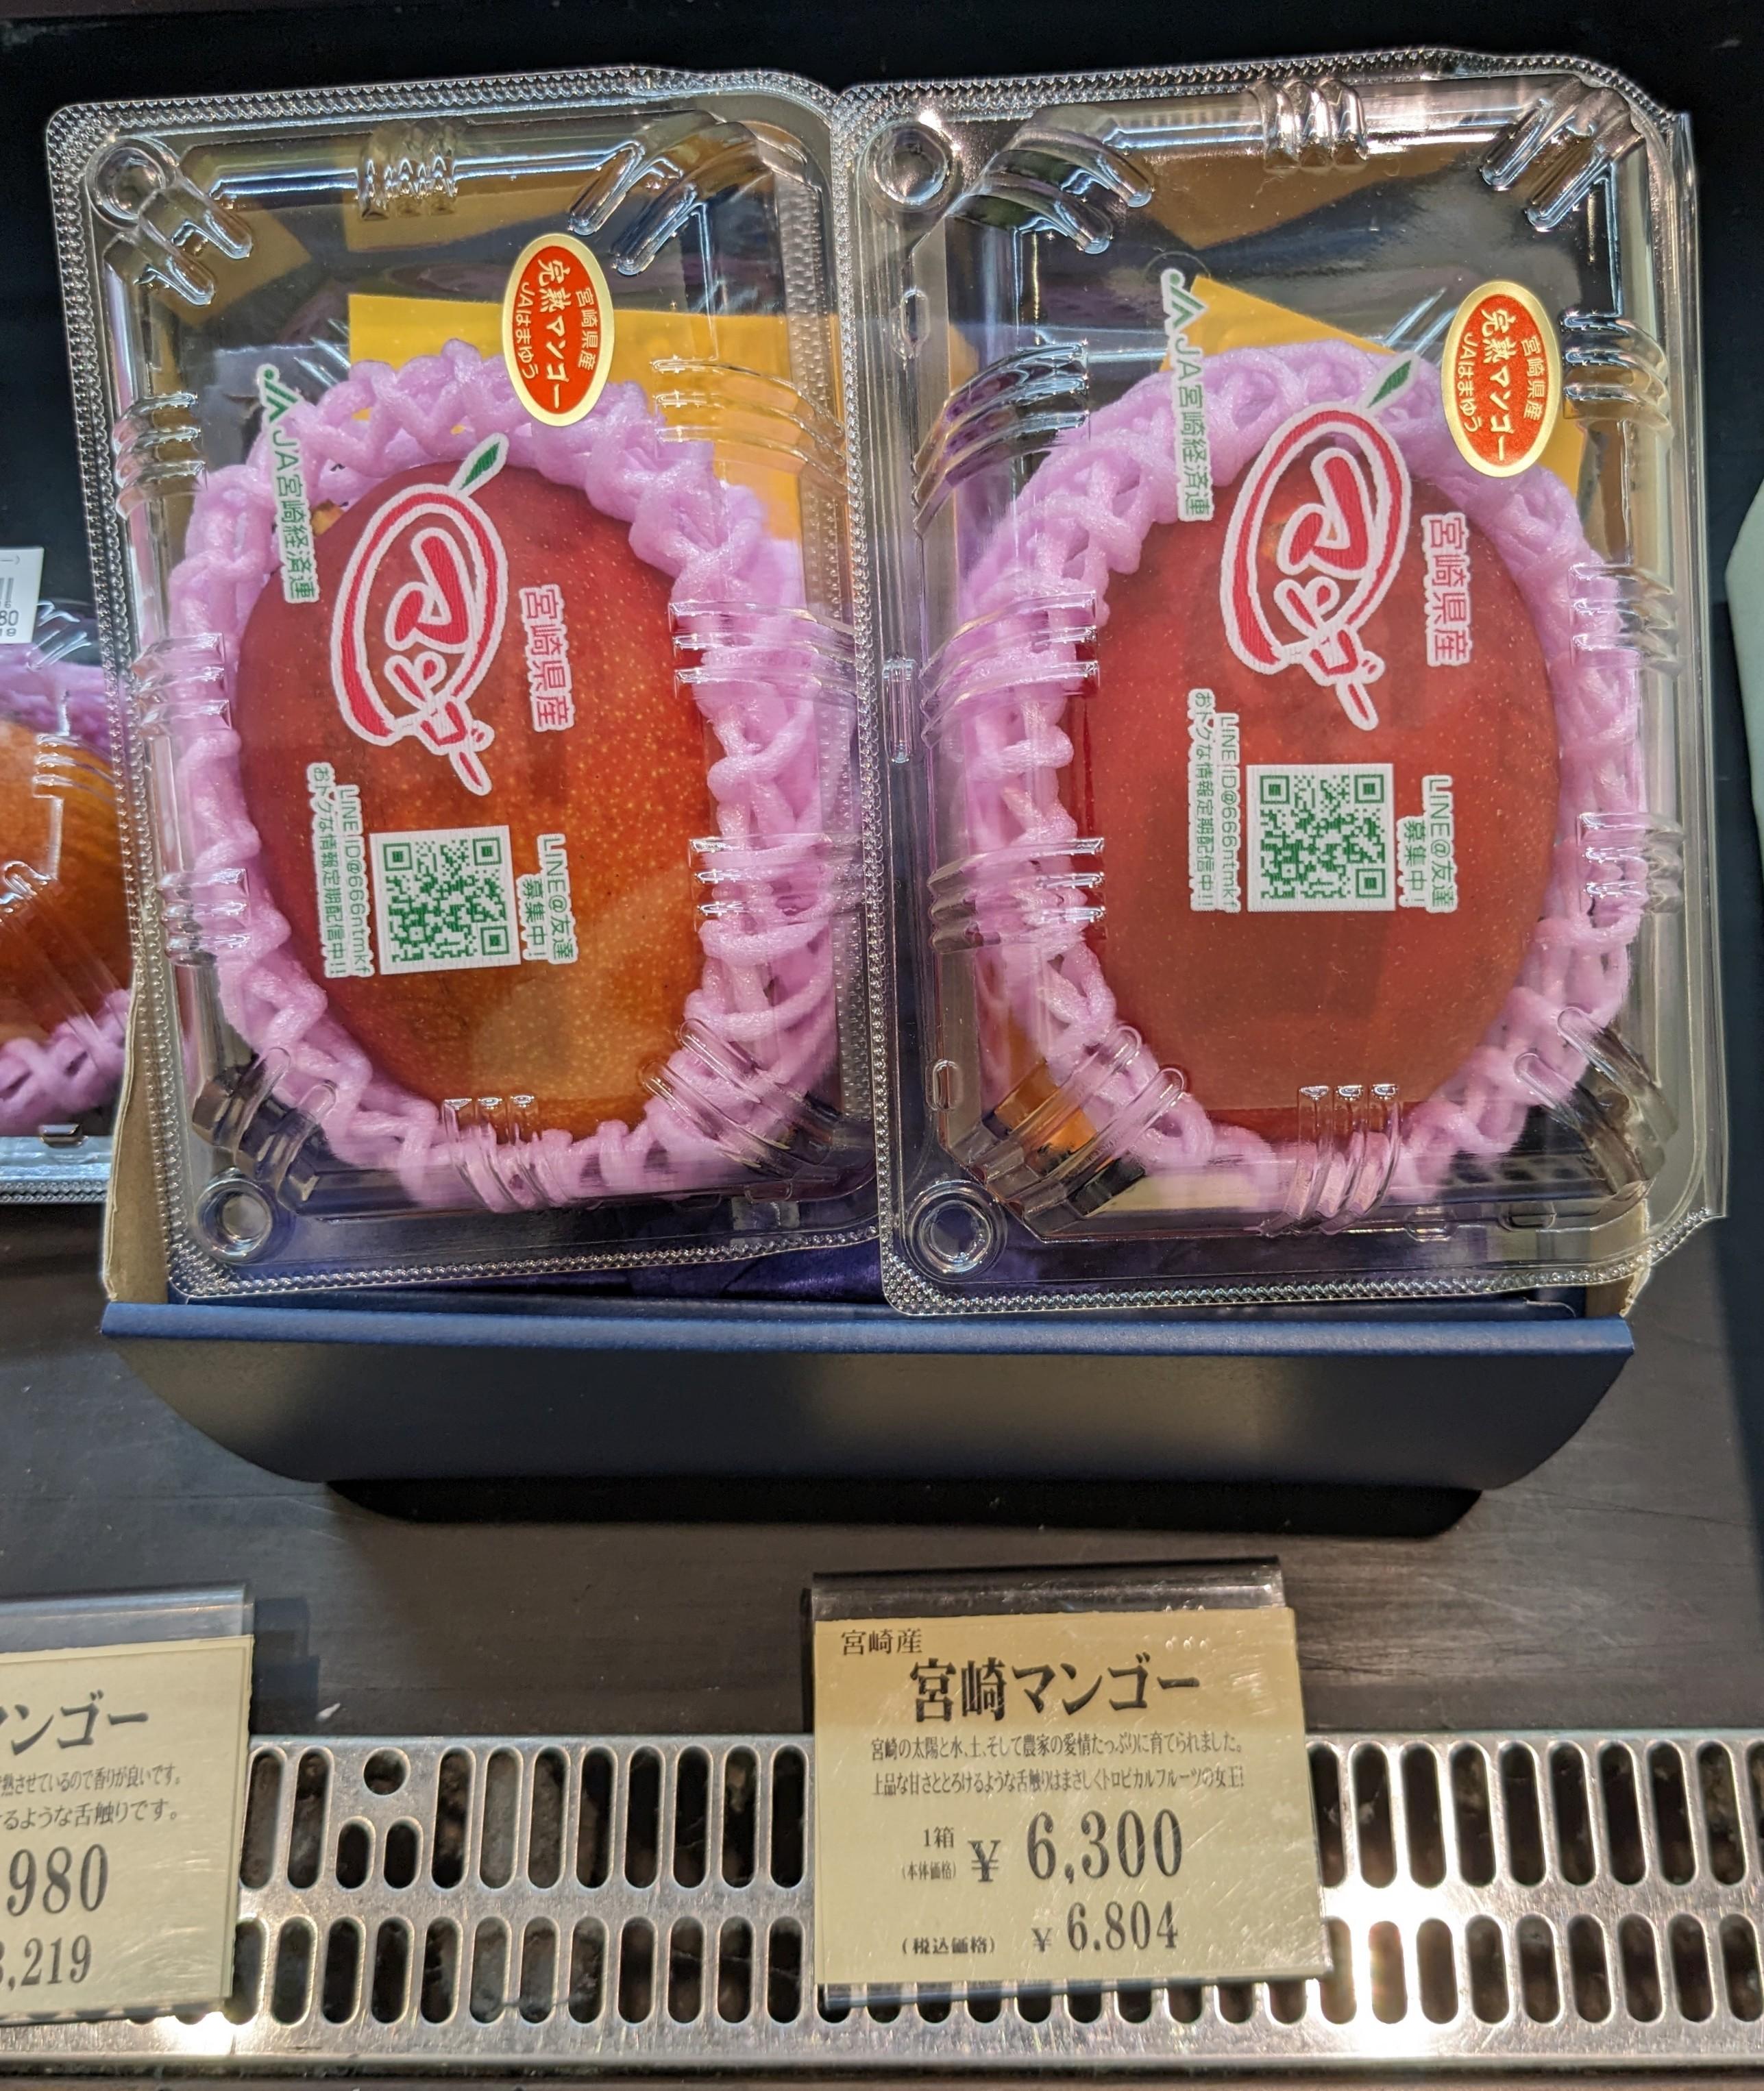 宮崎県産
完熟マンゴー
JAはまゆう
宮崎県産
完熟マンゴー
JAはまゆう
JA宮崎経済連
マンゴー
宮崎県産
LINE@友達
募集中!
LINE ID@666ntmkf
おトクな情報定期配信中!!
JA宮崎経済連
マンゴー
宮崎県産
LINE@友達
募集中!
LINE ID@666ntmkf
おトクな情報定期配信中!!
宮崎産
宮崎マンゴー
宮崎の太陽と水、土、そして農家の愛情たっぷりに育てられました。
上品な甘さととろけるような舌触りはまさしくトロピカルフルーツの女王!
1箱
(本体価格) ¥ 6,300
(税込価格) ¥ 6.804
マンゴー
熟させているので香りが良いです。
るような舌触りです。
980
,219